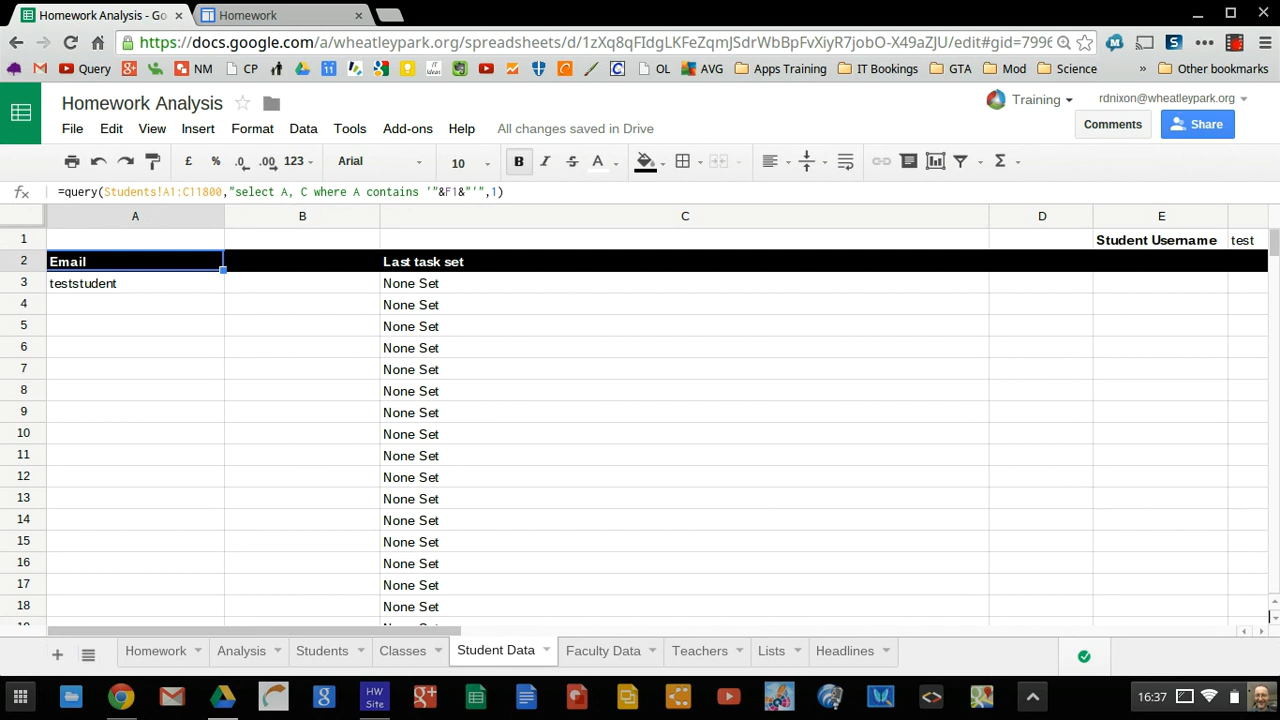 Homework Analysis - Go
Homework
https://docs.google.com/a/wheatleypark.org/spreadsheets/d/1zXq8qFIdgLKFeZqmJSdrWbBpFvXiyR7jobO-X49aZJU/edit#gid=7996
Query
NM
CP
11
IT Ideas
OL
AVG
Apps Training
IT Bookings
GTA
Mod
Science
»
Other bookmarks
Homework Analysis
Training
rdnixon@wheatleypark.org
File Edit View Insert Format Data Tools Add-ons Help All changes saved in Drive
Comments
Share
£ % .0 .00 123 Arial 10 B I S A Σ
fx =query(Students!A1:C11800,"select A, C where A contains '"&F1&"'",1)
A B C D E
1 Student Username test
2 Email Last task set
3 teststudent None Set
4 None Set
5 None Set
6 None Set
7 None Set
8 None Set
9 None Set
10 None Set
11 None Set
12 None Set
13 None Set
14 None Set
15 None Set
16 None Set
17 None Set
18 None Set
+ Homework Analysis Students Classes Student Data Faculty Data Teachers Lists Headlines
HW Site
16:37